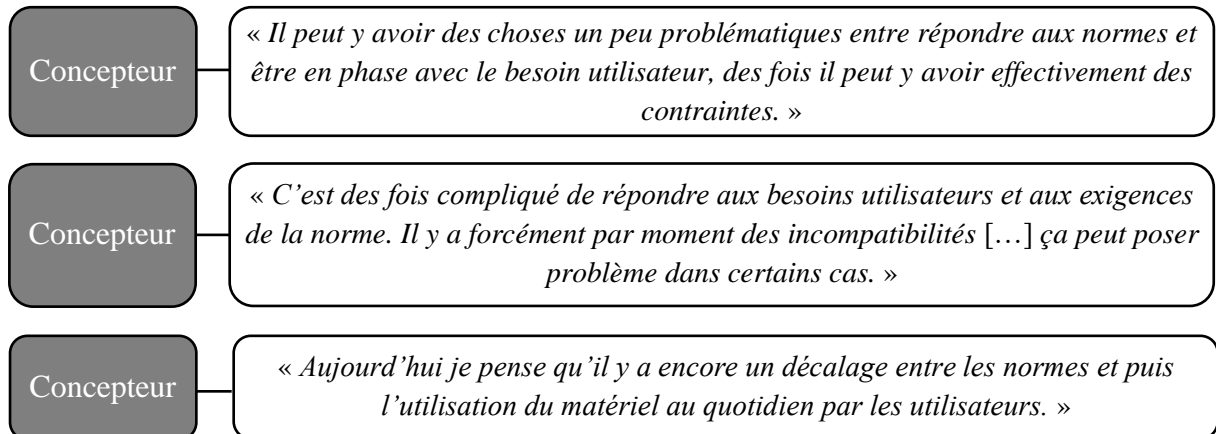 Concepteur
« Il peut y avoir des choses un peu problématiques entre répondre aux normes et
être en phase avec le besoin utilisateur, des fois il peut y avoir effectivement des
contraintes. »
Concepteur
« C’est des fois compliqué de répondre aux besoins utilisateurs et aux exigences
de la norme. Il y a forcément par moment des incompatibilités […] ça peut poser
problème dans certains cas. »
Concepteur
« Aujourd’hui je pense qu’il y a encore un décalage entre les normes et puis
l’utilisation du matériel au quotidien par les utilisateurs. »